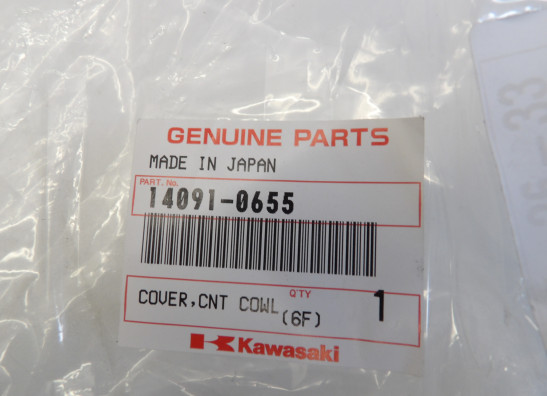 GENUINE PARTS
MADE IN JAPAN
PART. No.
14091-0655
COVER,CNT COWL Q'TY 1
(6F)
Kawasaki